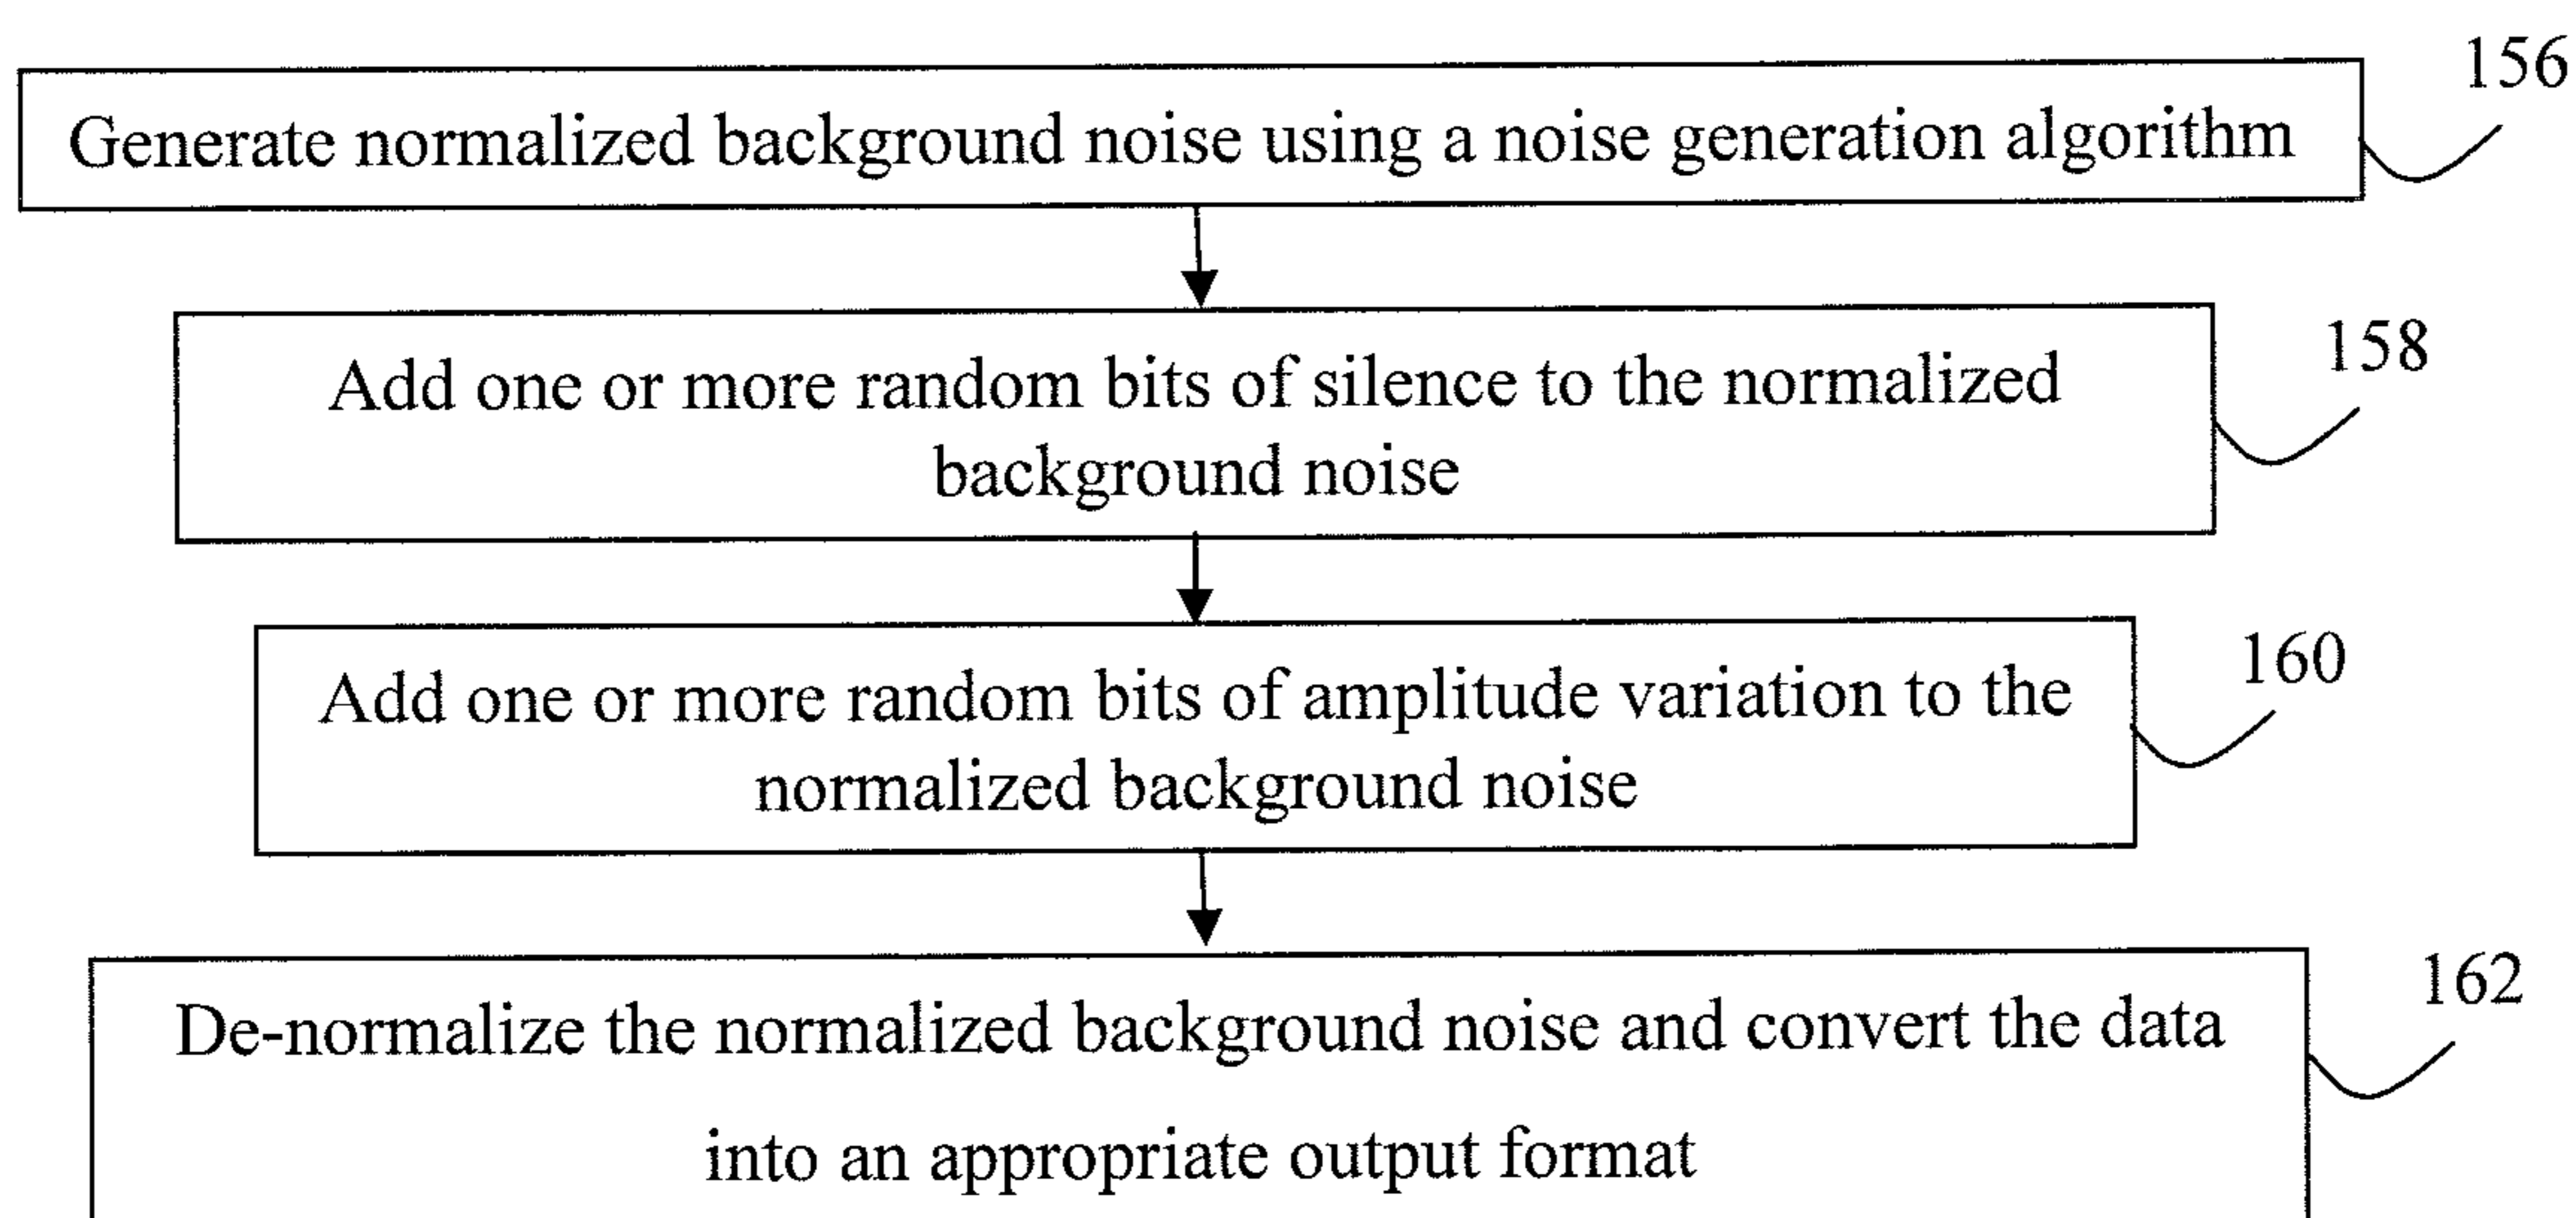 156
Generate normalized background noise using a noise generation algorithm
158
Add one or more random bits of silence to the normalized
background noise
160
Add one or more random bits of amplitude variation to the
normalized background noise
162
De-normalize the normalized background noise and convert the data
into an appropriate output format